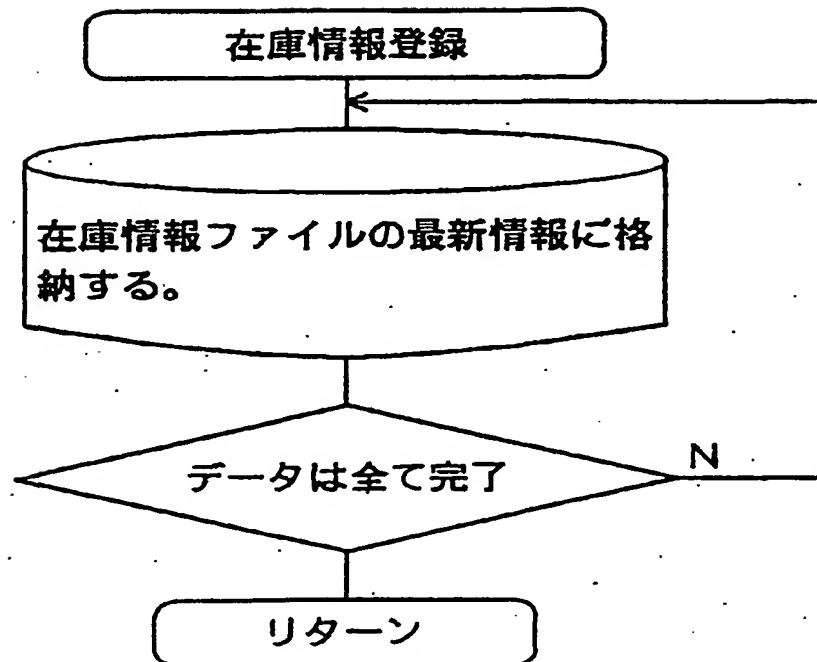 在庫情報登録
在庫情報ファイルの最新情報に格
納する。
データは全て完了
N
リターン